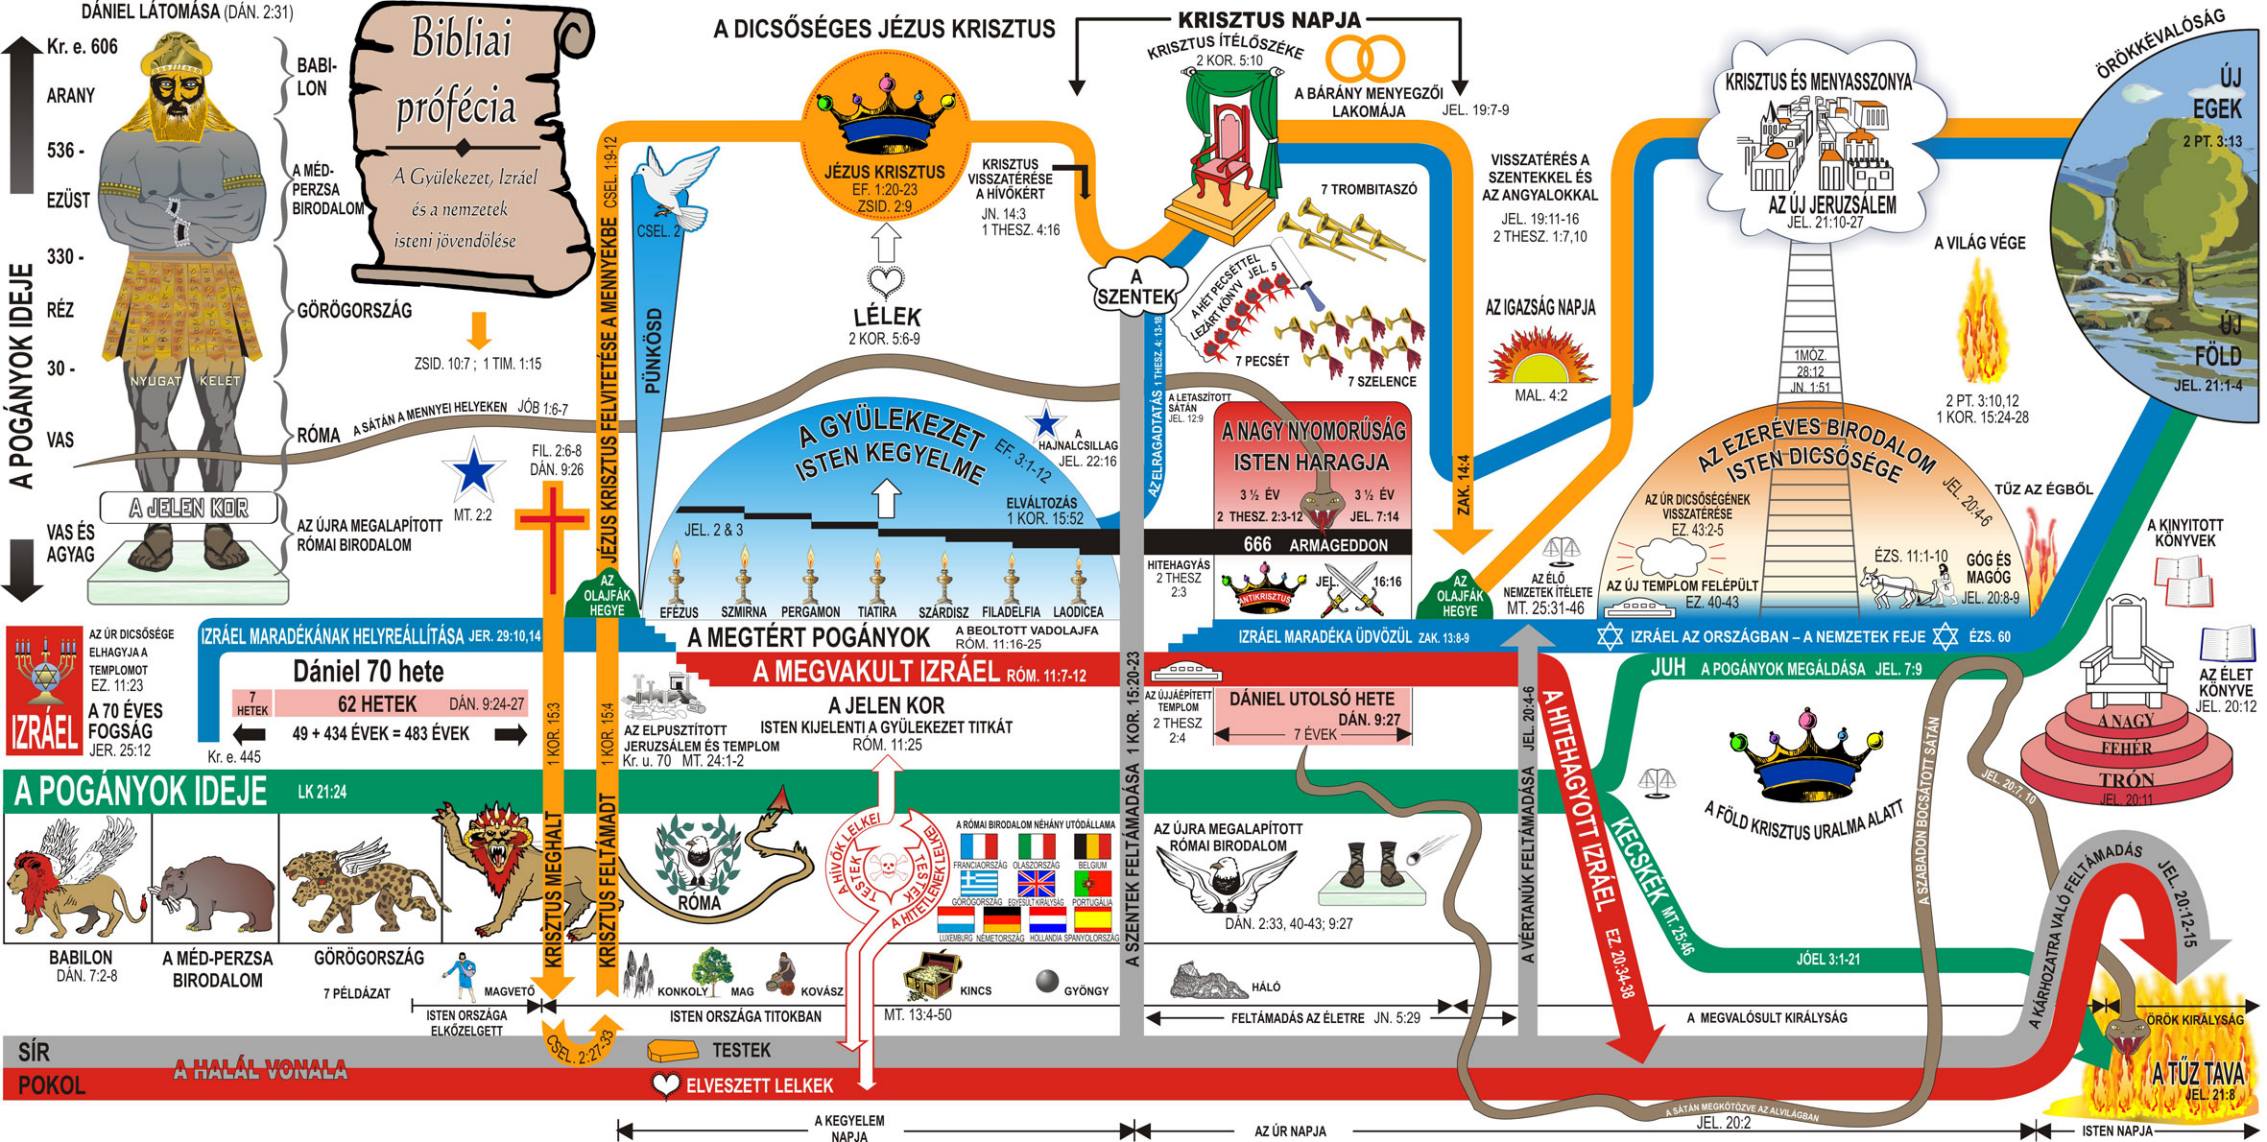 DÁNIEL LÁTOMÁSA (DÁN. 2:31)
Kr. e. 606
ARANY
536 -
EZÜST
330 -
RÉZ
30 -
VAS
VAS ÉS
AGYAG
A POGÁNYOK IDEJE
BABI-
LON
A MÉD-
PERZSA
BIRODALOM
GÖRÖGORSZÁG
RÓMA
NYUGAT KELET
A JELEN KOR
AZ ÚJRA MEGALAPÍTOTT
RÓMAI BIRODALOM
Bibliai
prófécia
A Gyülekezet, Izráel
és a nemzetek
isteni jövendölése
ZSID. 10:7 ; 1 TIM. 1:15
A SÁTÁN A MENNYEI HELYEKEN JÓB 1:6-7
MT. 2:2
FIL. 2:6-8
DÁN. 9:26
JÉZUS KRISZTUS FELVITETÉSE A MENNYEKBE CSEL. 1:9-12
CSEL. 2
PÜNKÖSD
A DICSŐSÉGES JÉZUS KRISZTUS
JÉZUS KRISZTUS
EF. 1:20-23
ZSID. 2:9
LÉLEK
2 KOR. 5:6-9
KRISZTUS
VISSZATÉRÉSE
A HÍVŐKÉRT
JN. 14:3
1 THESZ. 4:16
KRISZTUS NAPJA
KRISZTUS ÍTÉLŐSZÉKE
2 KOR. 5:10
A BÁRÁNY MENYEGZŐI
LAKOMÁJA
JEL. 19:7-9
A
SZENTEK
7 TROMBITASZÓ
A HÉT PECSÉTTEL
LEZÁRT KÖNYV
JEL. 5
7 PECSÉT
7 SZELENCE
VISSZATÉRÉS A
SZENTEKKEL ÉS
AZ ANGYALOKKAL
JEL. 19:11-16
2 THESZ. 1:7,10
AZ IGAZSÁG NAPJA
MAL. 4:2
KRISZTUS ÉS MENYASSZONYA
AZ ÚJ JERUZSÁLEM
JEL. 21:10-27
1MÓZ.
28:12
JN. 1:51
A VILÁG VÉGE
2 PT. 3:10,12
1 KOR. 15:24-28
ÖRÖKKÉVALÓSÁG
ÚJ
EGEK
2 PT. 3:13
ÚJ
FÖLD
JEL. 21:1-4
A GYÜLEKEZET
ISTEN KEGYELME
EF. 3:1-12
A
HAJNALCSILLAG
JEL. 22:16
ELVÁLTOZÁS
1 KOR. 15:52
JEL. 2 & 3
EFÉZUS SZMIRNA PERGAMON TIATIRA SZÁRDISZ FILADELFIA LAODICEA
AZ ELRAGADTATÁS 1 THESZ. 4: 13-18
A LETASZÍTOTT
SÁTÁN
JEL. 12:9
A NAGY NYOMORÚSÁG
ISTEN HARAGJA
3 ½ ÉV 3 ½ ÉV
2 THESZ. 2:3-12 JEL. 7:14
666 ARMAGEDDON
HITEHAGYÁS
2 THESZ
2:3
ANTIKRISZTUS
JEL. 16:16
ZAK. 14:4
AZ
OLAJFÁK
HEGYE
AZ
OLAJFÁK
HEGYE
AZ ÉLŐ
NEMZETEK ÍTÉLETE
MT. 25:31-46
AZ EZERÉVES BIRODALOM
ISTEN DICSŐSÉGE
JEL. 20:4-6
AZ ÚR DICSŐSÉGÉNEK
VISSZATÉRÉSE
EZ. 43:2-5
AZ ÚJ TEMPLOM FELÉPÜLT
EZ. 40-43
ÉZS. 11:1-10
GÓG ÉS
MAGÓG
JEL. 20:8-9
TŰZ AZ ÉGBŐL
A KINYITOTT
KÖNYVEK
AZ ÉLET
KÖNYVE
JEL. 20:12
A NAGY
FEHÉR
TRÓN
JEL. 20:11
IZRÁEL
AZ ÚR DICSŐSÉGE
ELHAGYJA A
TEMPLOMOT
EZ. 11:23
A 70 ÉVES
FOGSÁG
JER. 25:12
IZRÁEL MARADÉKÁNAK HELYREÁLLÍTÁSA JER. 29:10,14
Dániel 70 hete
7
HETEK
62 HETEK DÁN. 9:24-27
49 + 434 ÉVEK = 483 ÉVEK
Kr. e. 445
A MEGTÉRT POGÁNYOK
A BEOLTOTT VADOLAJFA
RÓM. 11:16-25
A MEGVAKULT IZRÁEL RÓM. 11:7-12
AZ ELPUSZTÍTOTT
JERUZSÁLEM ÉS TEMPLOM
Kr. u. 70 MT. 24:1-2
A JELEN KOR
ISTEN KIJELENTI A GYÜLEKEZET TITKÁT
RÓM. 11:25
IZRÁEL MARADÉKA ÜDVÖZÜL ZAK. 13:8-9
IZRÁEL AZ ORSZÁGBAN – A NEMZETEK FEJE ÉZS. 60
AZ ÚJJÁÉPÍTETT
TEMPLOM
2 THESZ
2:4
DÁNIEL UTOLSÓ HETE
DÁN. 9:27
7 ÉVEK
JUH A POGÁNYOK MEGÁLDÁSA JEL. 7:9
A POGÁNYOK IDEJE LK 21:24
KRISZTUS MEGHALT 1 KOR. 15:3
KRISZTUS FELTÁMADT 1 KOR. 15:4
A SZENTEK FELTÁMADÁSA 1 KOR. 15:20-23
A VÉRTANÚK FELTÁMADÁSA JEL. 20:4-6
A HITEHAGYOTT IZRÁEL EZ. 20:34-38
KECSKÉK MT. 25:46
A FÖLD KRISZTUS URALMA ALATT
A SZABADON BOCSÁTOTT SÁTÁN
JEL. 20:7, 10
BABILON
DÁN. 7:2-8
A MÉD-PERZSA
BIRODALOM
GÖRÖGORSZÁG
RÓMA
A HÍVŐK LELKEI
TESTEK
TESTEK
A HITETLENEK LELKEI
A RÓMAI BIRODALOM NÉHÁNY UTÓDÁLLAMA
FRANCIAORSZÁG OLASZORSZÁG BELGIUM
GÖRÖGORSZÁG EGYESÜLT KIRÁLYSÁG PORTUGÁLIA
LUXEMBURG NÉMETORSZÁG HOLLANDIA SPANYOLORSZÁG
AZ ÚJRA MEGALAPÍTOTT
RÓMAI BIRODALOM
DÁN. 2:33, 40-43; 9:27
7 PÉLDÁZAT
MAGVETŐ
KONKOLY
MAG
KOVÁSZ
KINCS
GYÖNGY
HÁLÓ
ISTEN ORSZÁGA
ELKÖZELGETT
ISTEN ORSZÁGA TITOKBAN
MT. 13:4-50
FELTÁMADÁS AZ ÉLETRE JN. 5:29
A MEGVALÓSULT KIRÁLYSÁG
ÖRÖK KIRÁLYSÁG
JÓEL 3:1-21
A KÁRHOZATRA VALÓ FELTÁMADÁS JEL. 20:12-15
CSEL. 2:27-33
SÍR
A HALÁL VONALA
POKOL
TESTEK
ELVESZETT LELKEK
A TŰZ TAVA
JEL. 21:8
A SÁTÁN MEGKÖTÖZVE AZ ALVILÁGBAN
JEL. 20:2
A KEGYELEM
NAPJA
AZ ÚR NAPJA
ISTEN NAPJA